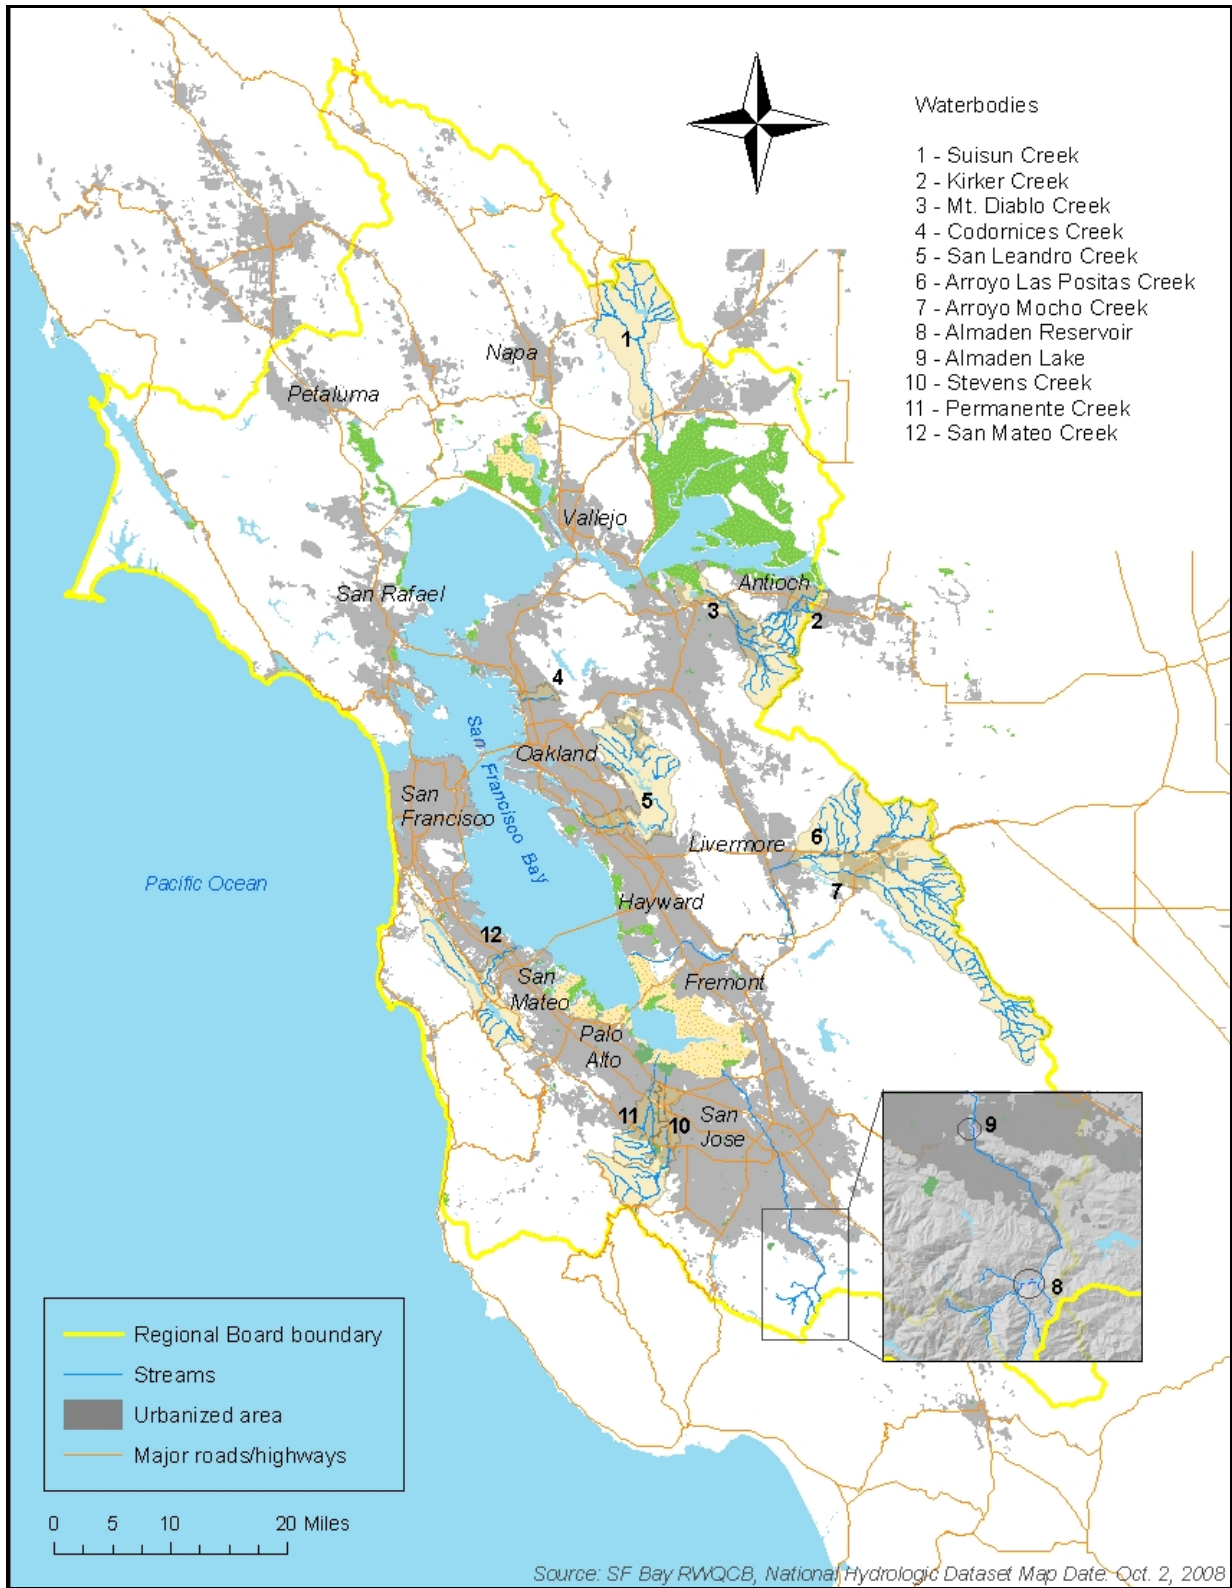 Waterbodies
1 - Suisun Creek
2 - Kirker Creek
3 - Mt. Diablo Creek
4 - Codornices Creek
5 - San Leandro Creek
6 - Arroyo Las Positas Creek
7 - Arroyo Mocho Creek
8 - Almaden Reservoir
9 - Almaden Lake
10 - Stevens Creek
11 - Permanente Creek
12 - San Mateo Creek
1
Napa
Petaluma
Vallejo
San Rafael
Antioch
3
2
4
San Francisco Bay
Oakland
San
Francisco
5
6
Livermore
7
Pacific Ocean
Hayward
12
San
Mateo
Fremont
Palo
Alto
11
10
San
Jose
9
8
Regional Board boundary
Streams
Urbanized area
Major roads/highways
0 5 10 20 Miles
Source: SF Bay RWQCB, National Hydrologic Dataset Map Date: Oct. 2, 2008